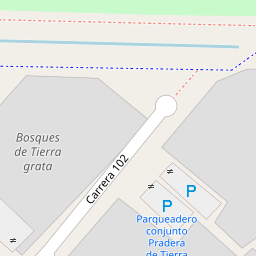 Bosques
de Tierra
grata
Carrera 102
P
P
Parqueadero
conjunto
Pradera
de Tierra